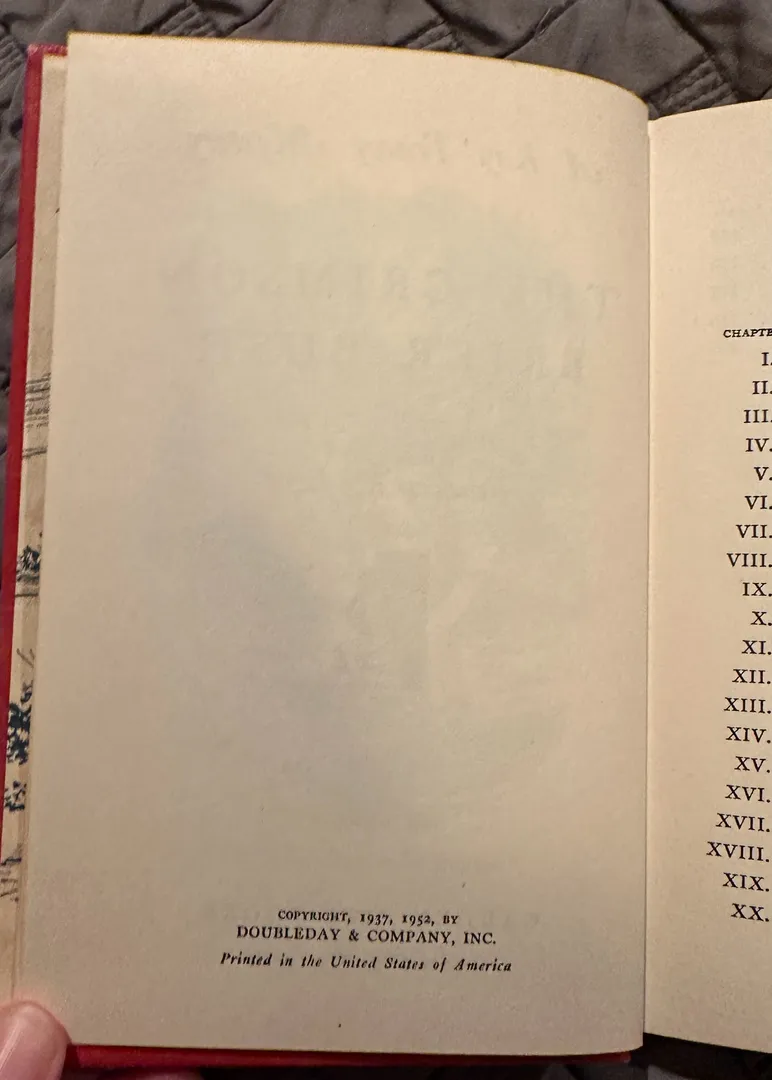 COPYRIGHT, 1937, 1952, BY
DOUBLEDAY & COMPANY, INC.
Printed in the United States of America
CHAPTE
I.
II.
III.
IV.
V.
VI.
VII.
VIII.
IX.
X.
XI.
XII.
XIII.
XIV.
XV.
XVI.
XVII.
XVIII.
XIX.
XX.